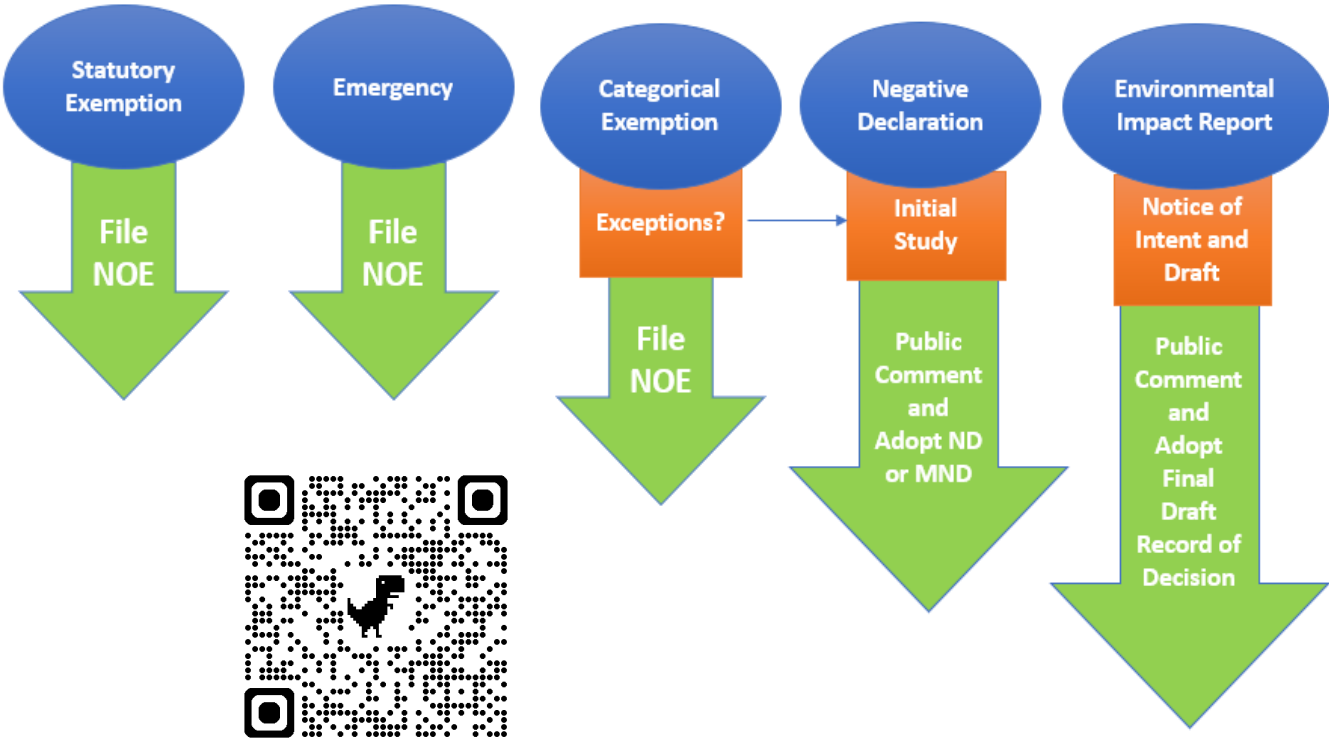 Statutory
Exemption
File
NOE
Emergency
File
NOE
Categorical
Exemption
Exceptions?
File
NOE
Negative
Declaration
Initial
Study
Public
Comment
and
Adopt ND
or MND
Environmental
Impact Report
Notice of
Intent and
Draft
Public
Comment
and
Adopt
Final
Draft
Record of
Decision